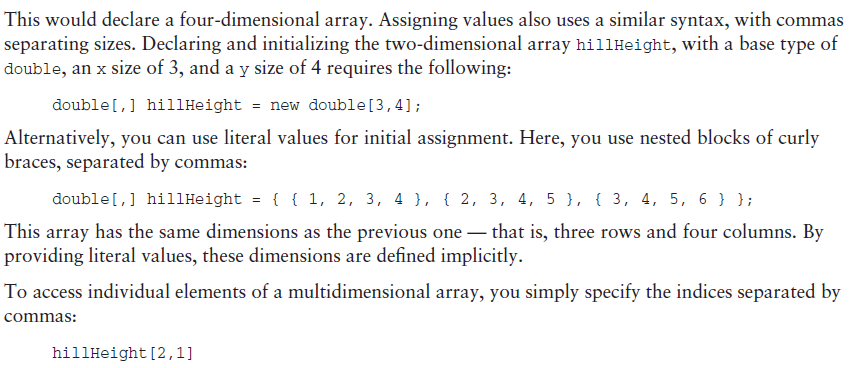 This would declare a four-dimensional array. Assigning values also uses a similar syntax, with commas
separating sizes. Declaring and initializing the two-dimensional array hillHeight, with a base type of
double, an x size of 3, and a y size of 4 requires the following:
double[,] hillHeight = new double[3,4];
Alternatively, you can use literal values for initial assignment. Here, you use nested blocks of curly
braces, separated by commas:
double[,] hillHeight = { { 1, 2, 3, 4 }, { 2, 3, 4, 5 }, { 3, 4, 5, 6 } };
This array has the same dimensions as the previous one — that is, three rows and four columns. By
providing literal values, these dimensions are defined implicitly.
To access individual elements of a multidimensional array, you simply specify the indices separated by
commas:
hillHeight[2,1]